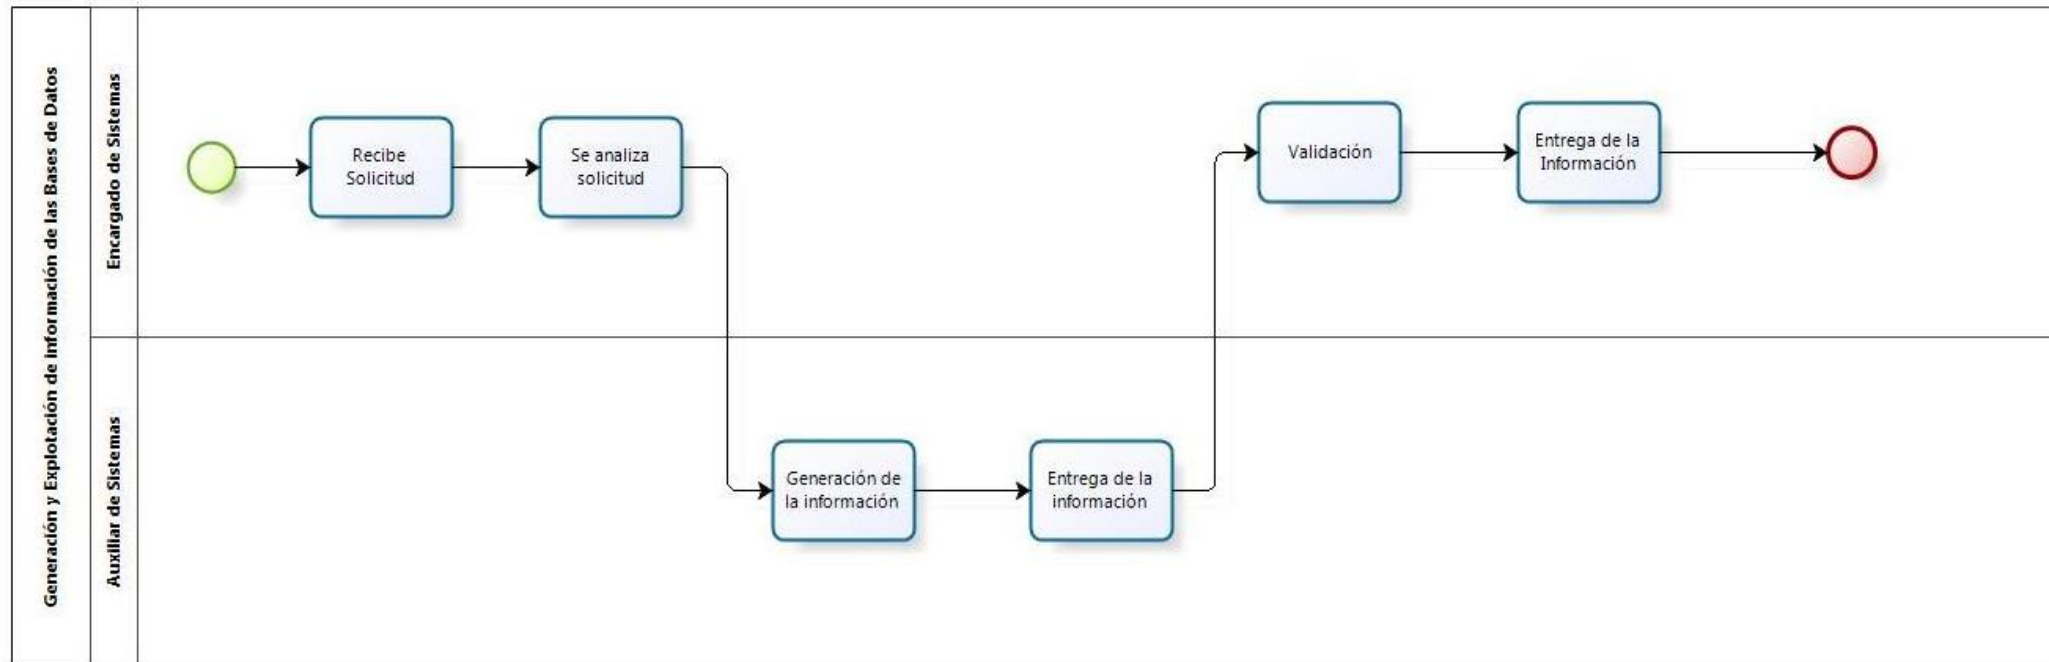 Generación y Explotación de información de las Bases de Datos
Encargado de Sistemas
Recibe
Solicitud
Se analiza
solicitud
Validación
Entrega de la
Información
Auxiliar de Sistemas
Generación de
la información
Entrega de la
información